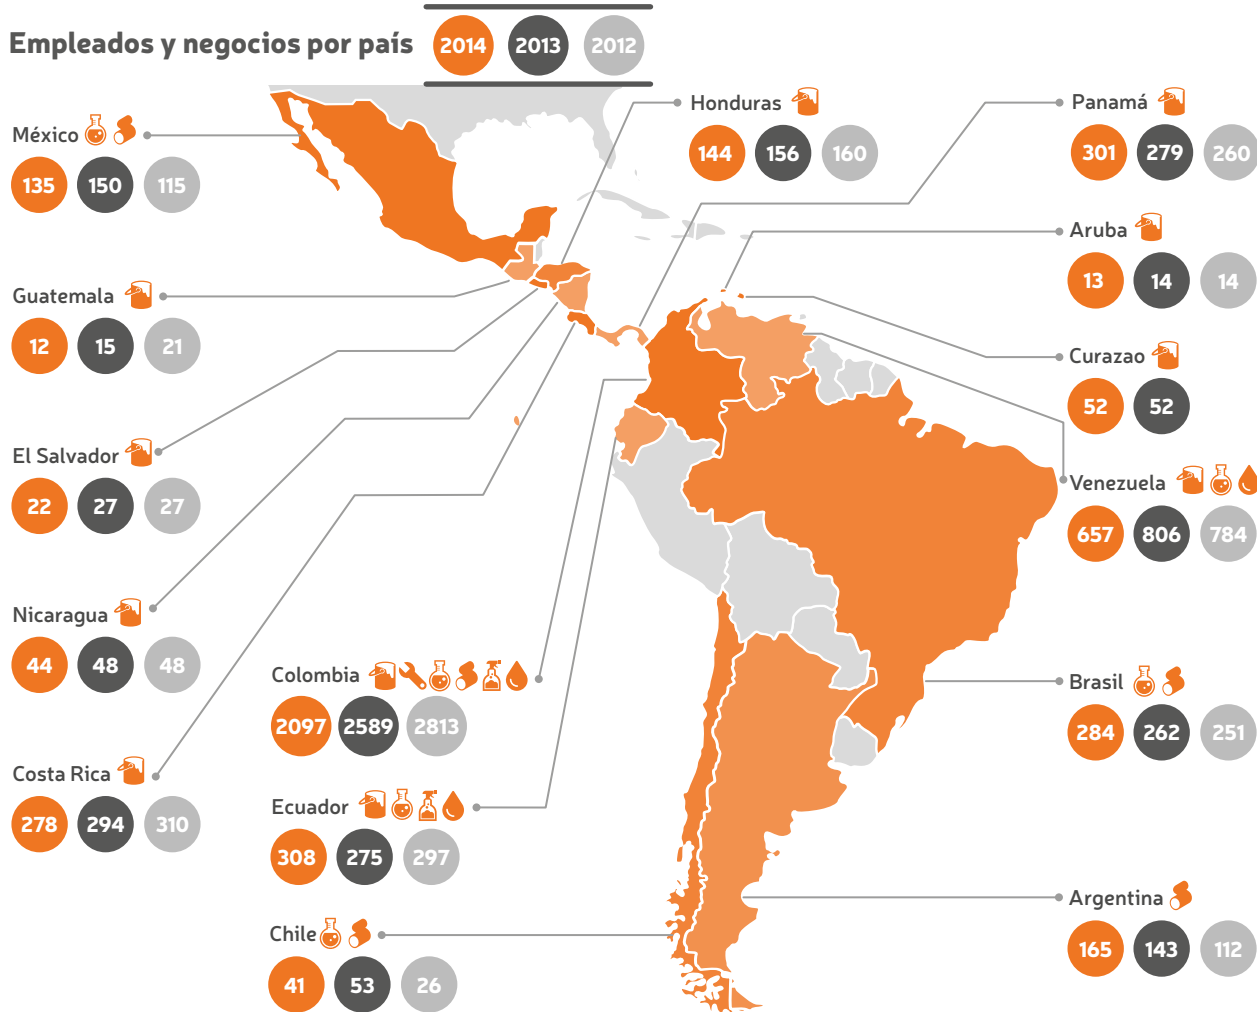 Empleados y negocios por país
2014 2013 2012
México
135 150 115
Guatemala
12 15 21
El Salvador
22 27 27
Nicaragua
44 48 48
Costa Rica
278 294 310
Colombia
2097 2589 2813
Ecuador
308 275 297
Chile
41 53 26
Honduras
144 156 160
Panamá
301 279 260
Aruba
13 14 14
Curazao
52 52
Venezuela
657 806 784
Brasil
284 262 251
Argentina
165 143 112